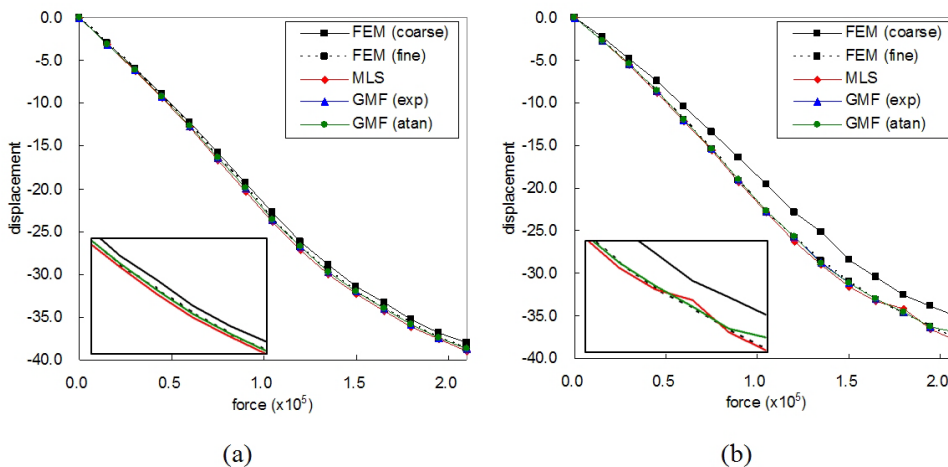 0.0
-5.0
-10.0
-15.0
-20.0
-25.0
-30.0
-35.0
-40.0
displacement
0.0
0.5
1.0
1.5
2.0
force (x10⁵)
FEM (coarse)
FEM (fine)
MLS
GMF (exp)
GMF (atan)
(a)
0.0
-5.0
-10.0
-15.0
-20.0
-25.0
-30.0
-35.0
-40.0
displacement
0.0
0.5
1.0
1.5
2.0
force (x10⁵)
FEM (coarse)
FEM (fine)
MLS
GMF (exp)
GMF (atan)
(b)